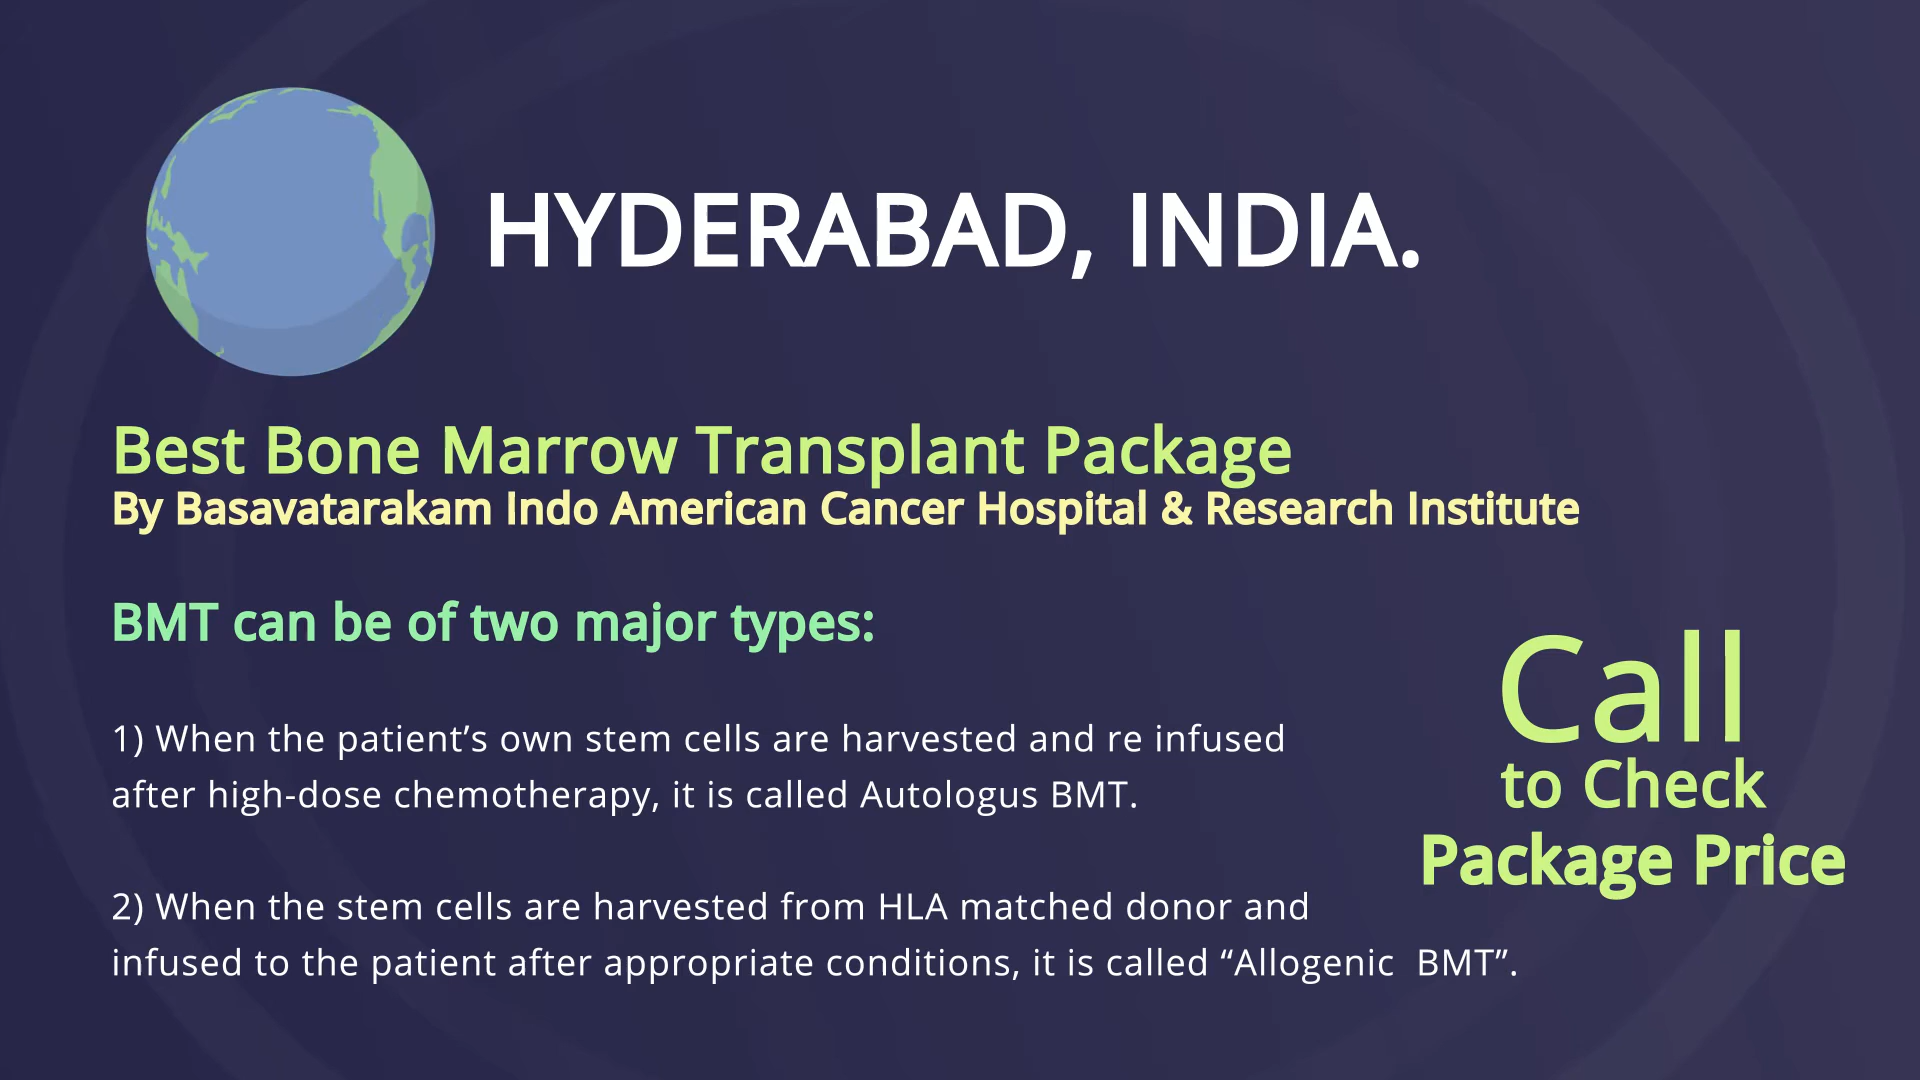 HYDERABAD, INDIA.
Best Bone Marrow Transplant Package
By Basavatarakam Indo American Cancer Hospital & Research Institute
BMT can be of two major types:
1) When the patient’s own stem cells are harvested and re infused
after high-dose chemotherapy, it is called Autologus BMT.
2) When the stem cells are harvested from HLA matched donor and
infused to the patient after appropriate conditions, it is called “Allogenic  BMT”.
Call
to Check
Package Price